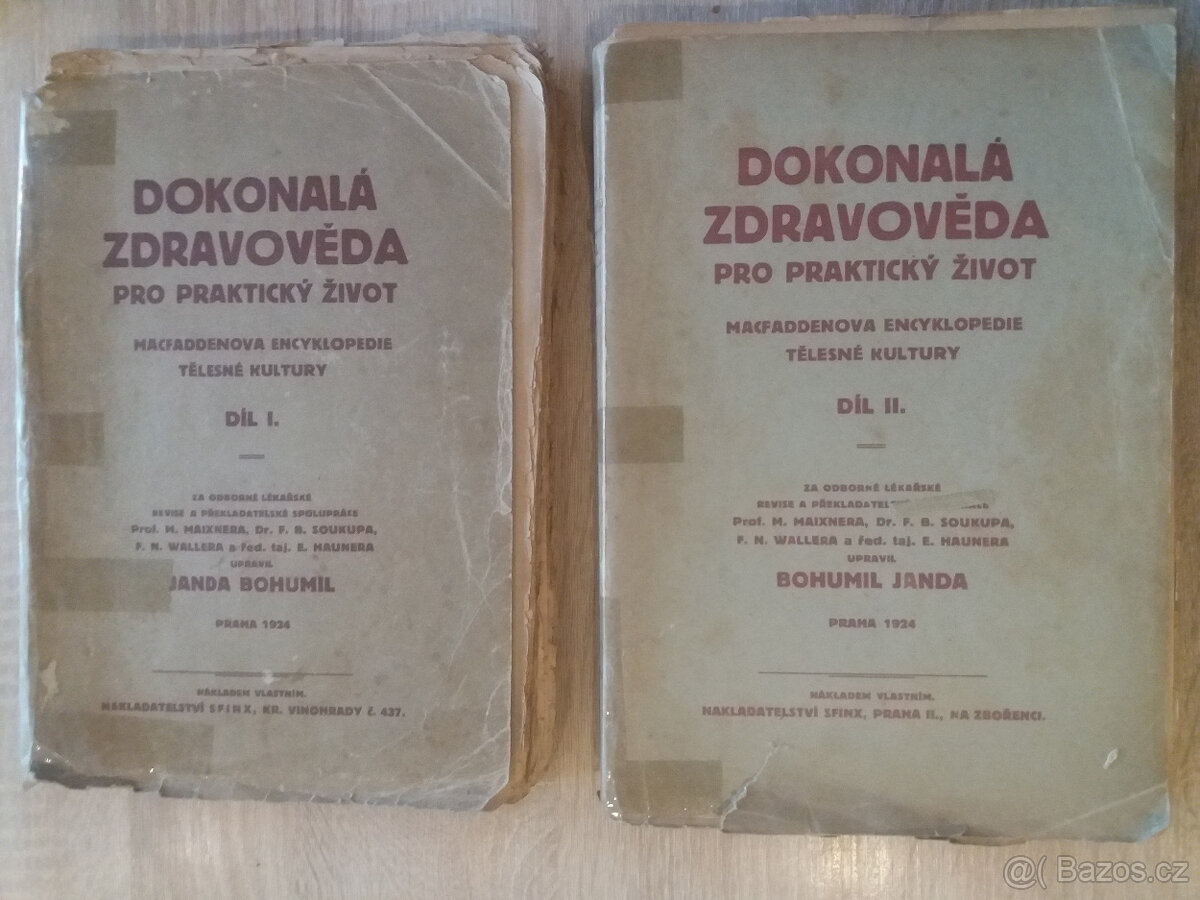 DOKONALÁ
ZDRAVOVĚDA
PRO PRAKTICKÝ ŽIVOT
MACFADDENOVA ENCYKLOPEDIE
TĚLESNÉ KULTURY
DÍL I.
ZA ODBORNÉ LÉKAŘSKÉ
REVISE A PŘEKLADATELSKÉ SPOLUPRÁCE
Prof. M. MAIXNERA, Dr. F. B. SOUKUPA,
F. N. WALLERA a řed. taj. E. HAUNERA
UPRAVIL
JANDA BOHUMIL
PRAHA 1924
NÁKLADEM VLASTNÍM.
NAKLADATELSTVÍ SFINX, KR. VINOHRADY č. 437.
DOKONALÁ
ZDRAVOVĚDA
PRO PRAKTICKÝ ŽIVOT
MACFADDENOVA ENCYKLOPEDIE
TĚLESNÉ KULTURY
DÍL II.
ZA ODBORNÉ LÉKAŘSKÉ
REVISE A
Prof. M. MAIXNERA, Dr. F. B. SOUKUPA,
F. N. WALLERA a řed. taj. E. HAUNERA
UPRAVIL
BOHUMIL JANDA
PRAHA 1924
NÁKLADEM VLASTNÍM.
NAKLADATELSTVÍ SFINX, PRAHA II., NA ZBOŘENCI.
@( Bazos.cz